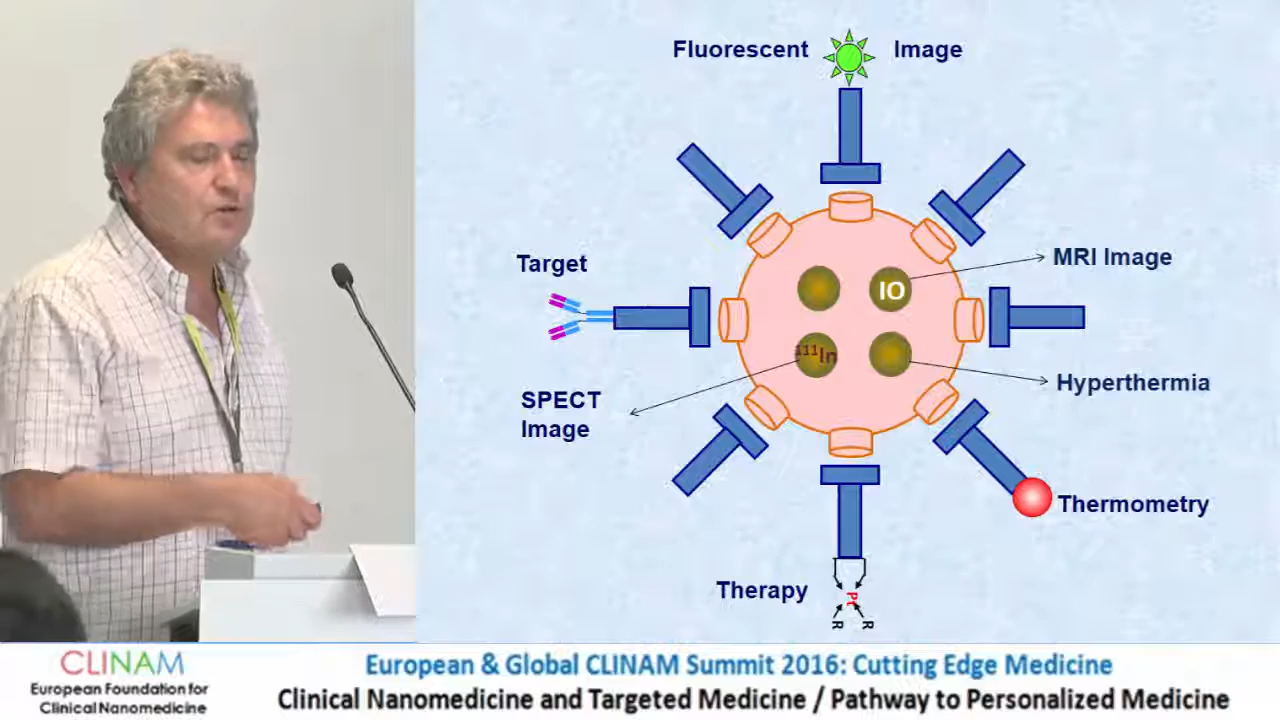 Fluorescent
Image
Target
IO
MRI Image
111In
SPECT
Image
Hyperthermia
Thermometry
Therapy
Pt
R R
CLINAM
European Foundation for
Clinical Nanomedicine
European & Global CLINAM Summit 2016: Cutting Edge Medicine
Clinical Nanomedicine and Targeted Medicine / Pathway to Personalized Medicine